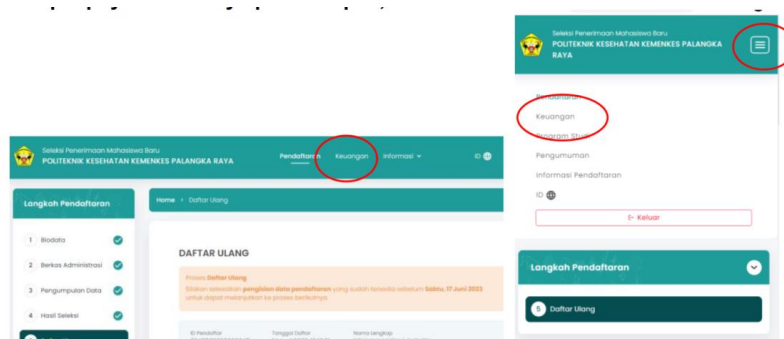 Seleksi Penerimaan Mahasiswa Baru
POLITEKNIK KESEHATAN KEMENKES PALANGKA RAYA
Pendaftaran Keuangan Informasi ID
Langkah Pendaftaran
1 Biodata
2 Berkas Administrasi
3 Pengumpulan Data
4 Hasil Seleksi
Home > Daftar Ulang
DAFTAR ULANG
Proses Daftar Ulang
Silakan selesaikan pengisian data pendaftaran yang sudah tersedia sebelum Sabtu, 17 Juni 2023
untuk dapat melanjutkan ke proses berikutnya.
ID Pendaftar Tanggal Daftar Nama Lengkap
Seleksi Penerimaan Mahasiswa Baru
POLITEKNIK KESEHATAN KEMENKES PALANGKA
RAYA
Pendaftaran
Keuangan
Program Studi
Pengumuman
Informasi Pendaftaran
ID
Keluar
Langkah Pendaftaran
5 Daftar Ulang